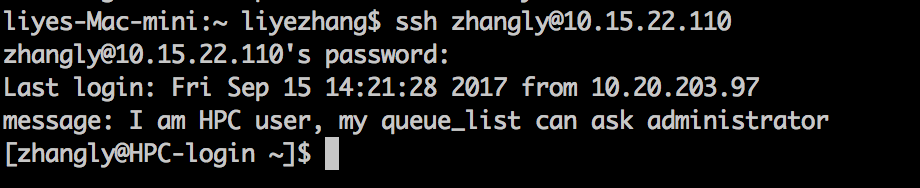 liyes-Mac-mini:~ liyezhang$ ssh zhangly@10.15.22.110
zhangly@10.15.22.110's password:
Last login: Fri Sep 15 14:21:28 2017 from 10.20.203.97
message: I am HPC user, my queue_list can ask administrator
[zhangly@HPC-login ~]$